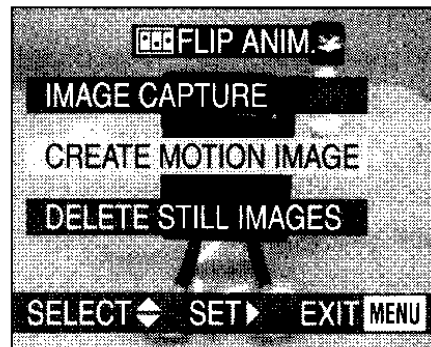 FLIP ANIM.
IMAGE CAPTURE
CREATE MOTION IMAGE
DELETE STILL IMAGES
SELECT SET EXIT MENU